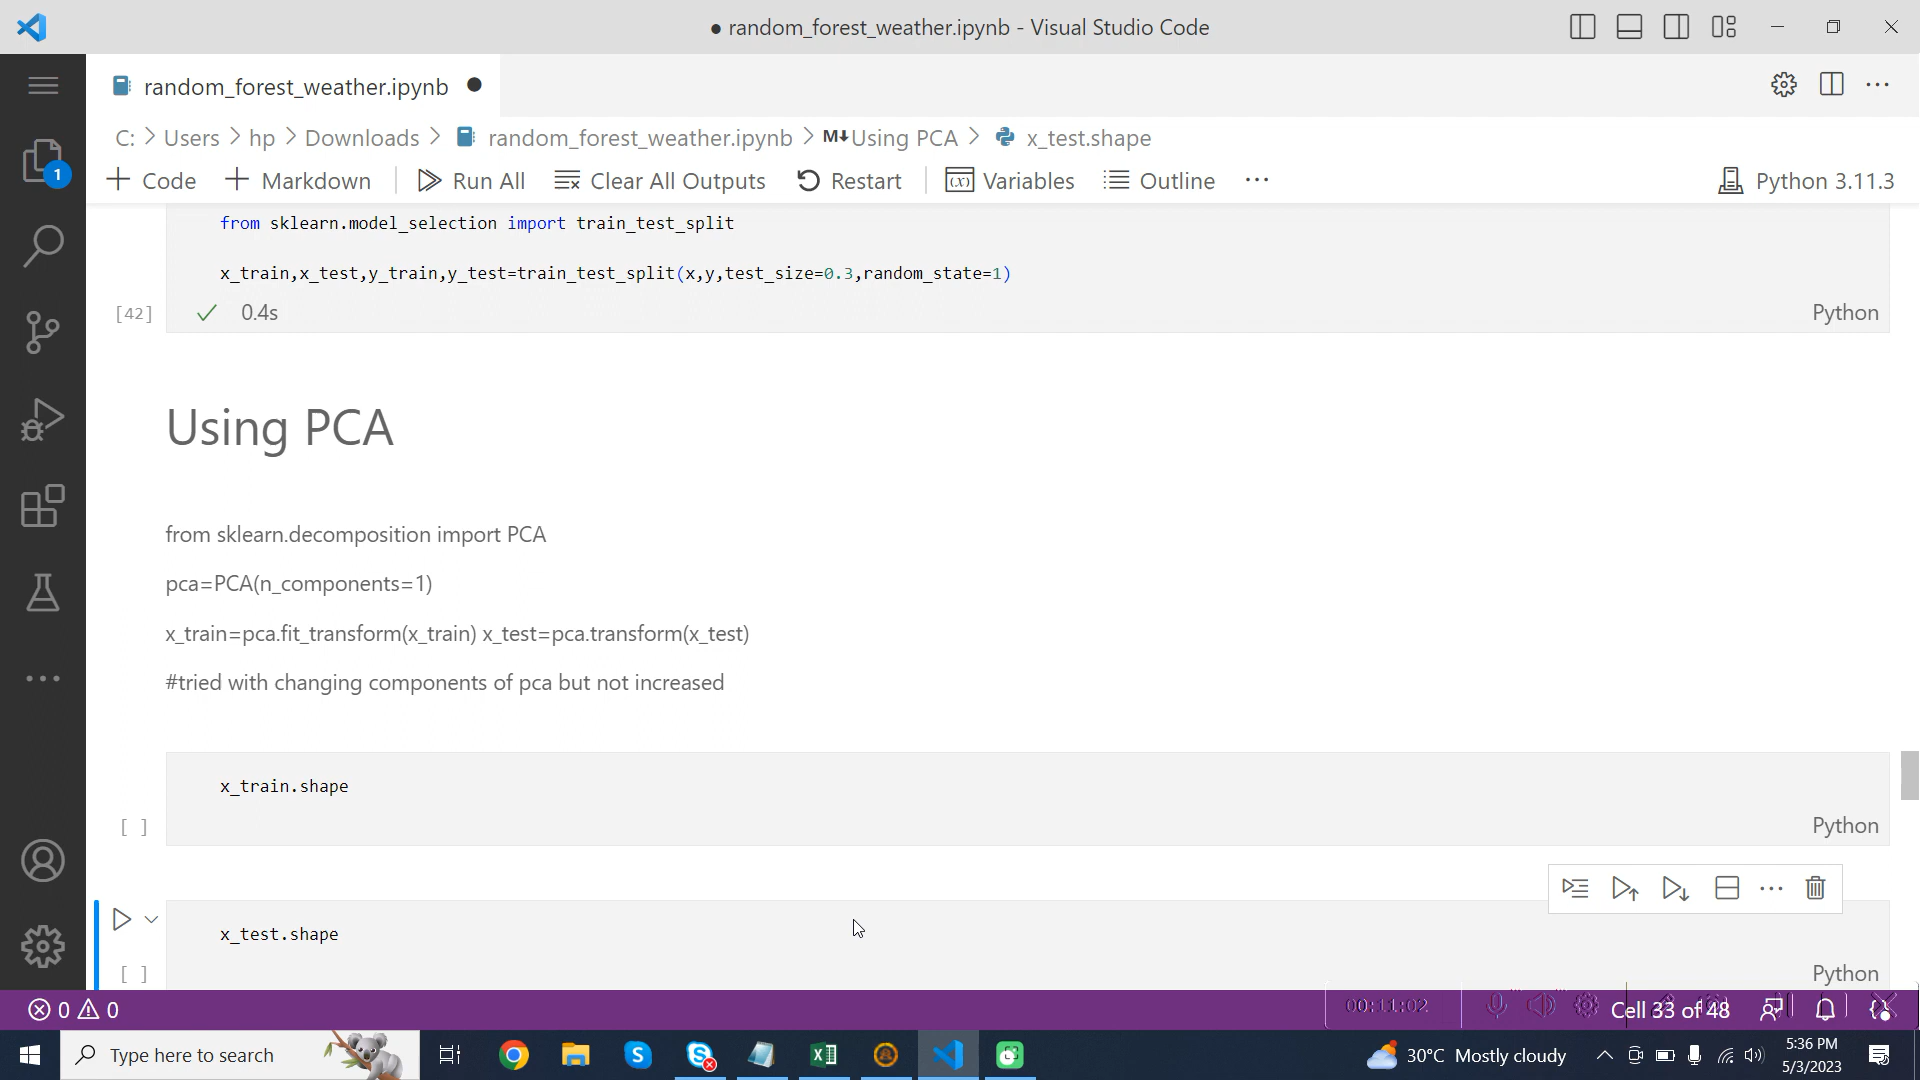 ● random_forest_weather.ipynb - Visual Studio Code
random_forest_weather.ipynb ●
C: > Users > hp > Downloads > random_forest_weather.ipynb > M↓Using PCA > x_test.shape
+ Code + Markdown Run All Clear All Outputs Restart Variables Outline ... Python 3.11.3
from sklearn.model_selection import train_test_split
x_train,x_test,y_train,y_test=train_test_split(x,y,test_size=0.3,random_state=1)
[42] ✓ 0.4s Python
Using PCA
from sklearn.decomposition import PCA
pca=PCA(n_components=1)
x_train=pca.fit_transform(x_train) x_test=pca.transform(x_test)
#tried with changing components of pca but not increased
x_train.shape
[ ] Python
x_test.shape
[ ] Python
1
0 0 00:11:02 Cell 33 of 48
Type here to search 30°C Mostly cloudy 5:36 PM
5/3/2023